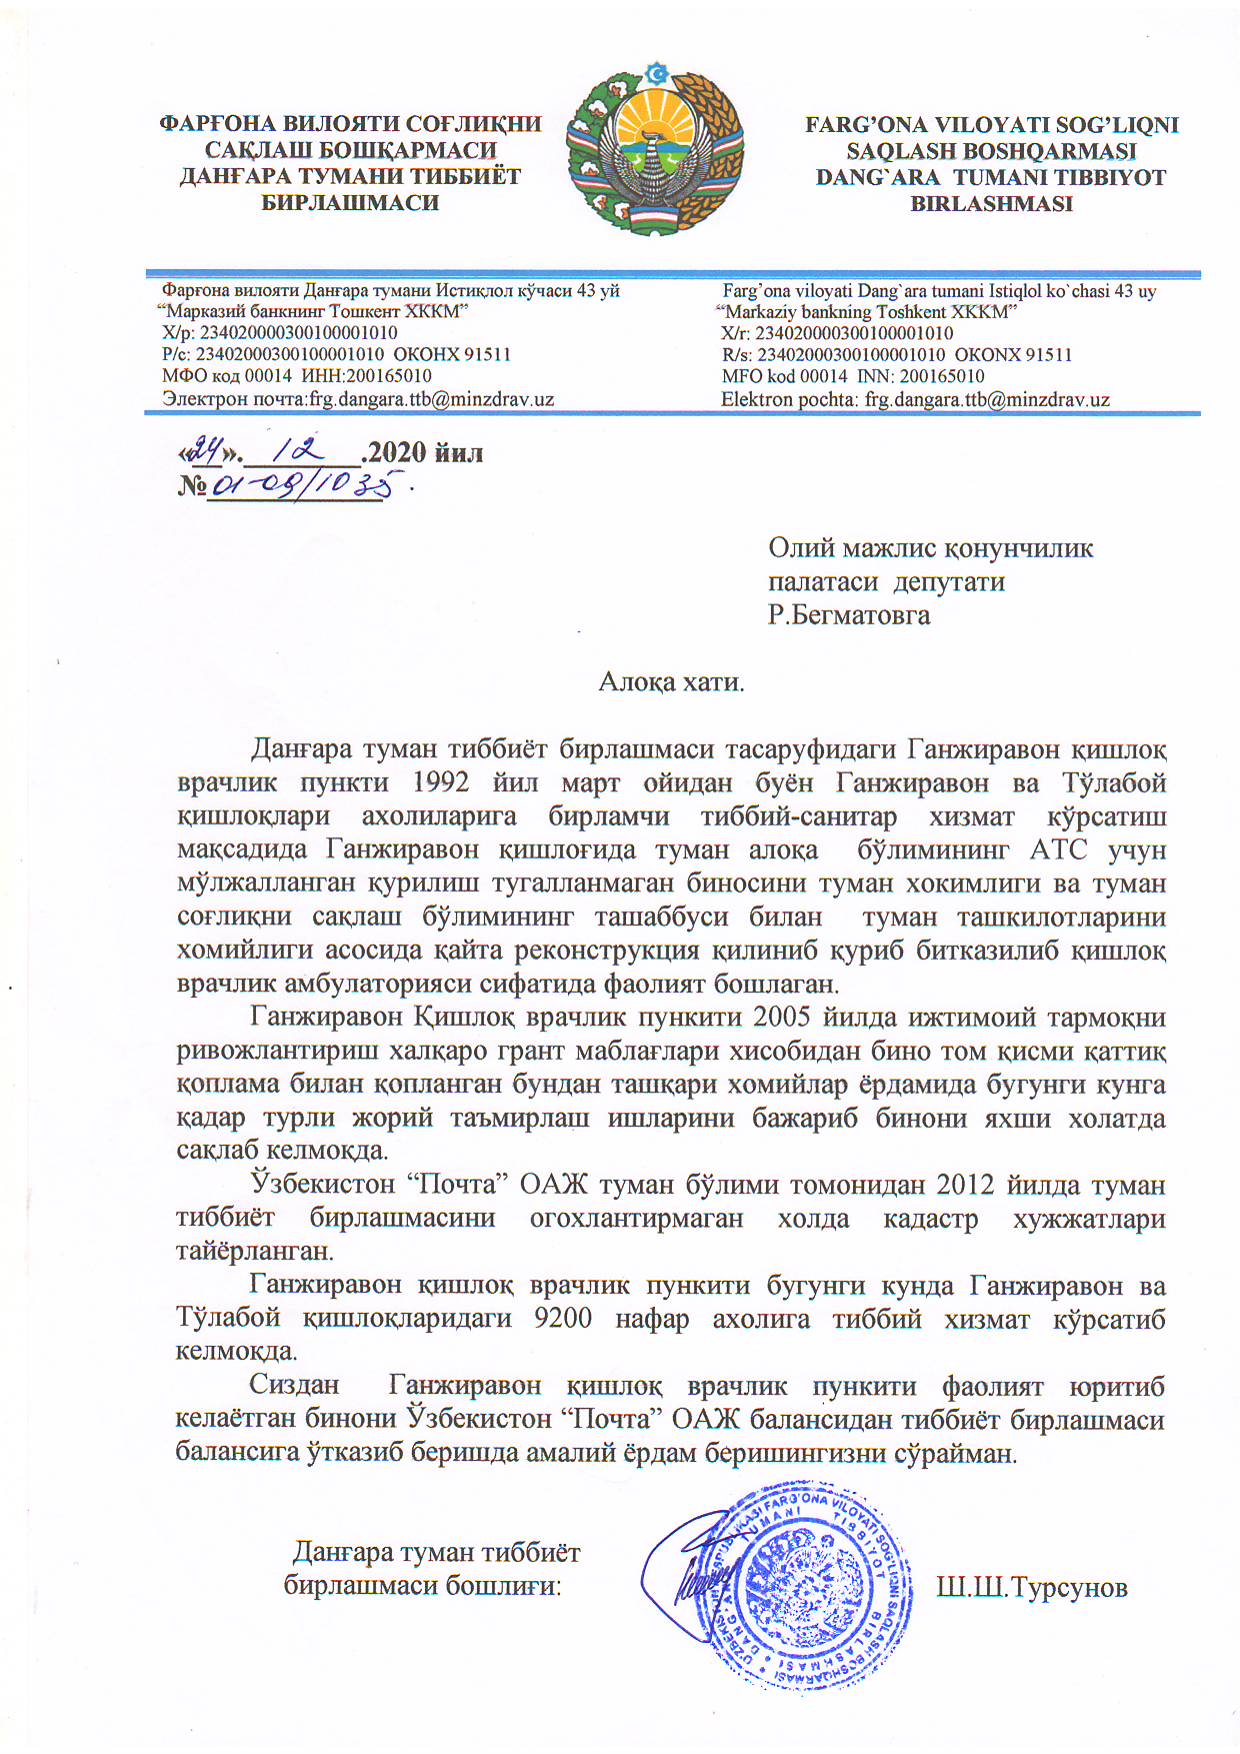 ФАРҒОНА ВИЛОЯТИ СОҒЛИҚНИ
САҚЛАШ БОШҚАРМАСИ
ДАНҒАРА ТУМАНИ ТИББИЁТ
БИРЛАШМАСИ
FARG’ONA VILOYATI SOG’LIQNI
SAQLASH BOSHQARMASI
DANG`ARA TUMANI TIBBIYOT
BIRLASHMASI
Фарғона вилояти Данғара тумани Истиқлол кўчаси 43 уй
“Марказий банкнинг Тошкент ХККМ”
Х/р: 234020000300100001010
Р/с: 23402000300100001010 ОКОНХ 91511
МФО код 00014 ИНН:200165010
Электрон почта:frg.dangara.ttb@minzdrav.uz
Farg’ona viloyati Dang`ara tumani Istiqlol ko`chasi 43 uy
“Markaziy bankning Toshkent XKKM”
X/r: 234020000300100001010
R/s: 23402000300100001010 OKONX 91511
MFO kod 00014 INN: 200165010
Elektron pochta: frg.dangara.ttb@minzdrav.uz
«24». 12 .2020 йил
№ 01-09/1035
Олий мажлис қонунчилик
палатаси депутати
Р.Бегматовга
Алоқа хати.
Данғара туман тиббиёт бирлашмаси тасаруфидаги Ганжиравон қишлоқ
врачлик пункти 1992 йил март ойидан буён Ганжиравон ва Тўлабой
қишлоқлари ахолиларига бирламчи тиббий-санитар хизмат кўрсатиш
мақсадида Ганжиравон қишлоғида туман алоқа бўлимининг АТС учун
мўлжалланган қурилиш тугалланмаган биносини туман хокимлиги ва туман
соғлиқни сақлаш бўлимининг ташаббуси билан туман ташкилотларини
хомийлиги асосида қайта реконструкция қилиниб қуриб битказилиб қишлоқ
врачлик амбулаторияси сифатида фаолият бошлаган.
Ганжиравон Қишлоқ врачлик пункити 2005 йилда ижтимоий тармоқни
ривожлантириш халқаро грант маблағлари хисобидан бино том қисми қаттиқ
қоплама билан қопланган бундан ташқари хомийлар ёрдамида бугунги кунга
қадар турли жорий таъмирлаш ишларини бажариб бинони яхши холатда
сақлаб келмоқда.
Ўзбекистон “Почта” ОАЖ туман бўлими томонидан 2012 йилда туман
тиббиёт бирлашмасини огохлантирмаган холда кадастр хужжатлари
тайёрланган.
Ганжиравон қишлоқ врачлик пункити бугунги кунда Ганжиравон ва
Тўлабой қишлоқларидаги 9200 нафар ахолига тиббий хизмат кўрсатиб
келмоқда.
Сиздан Ганжиравон қишлоқ врачлик пункити фаолият юритиб
келаётган бинони Ўзбекистон “Почта” ОАЖ балансидан тиббиёт бирлашмаси
балансига ўтказиб беришда амалий ёрдам беришингизни сўрайман.
Данғара туман тиббиёт
бирлашмаси бошлиғи:
Ш.Ш.Турсунов
FARG'ONA VILOYATI SOG'LIQNI SAQLASH BOSHQARMASI
DANG'ARA TUMANI TIBBIYOT BIRLASHMASI